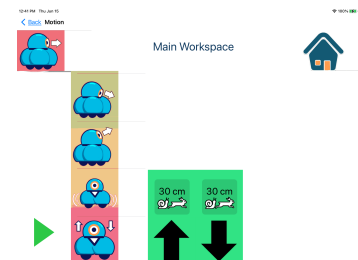 12:41 PM Thu Jun 15
100%
Back Motion
Main Workspace
30 cm 30 cm